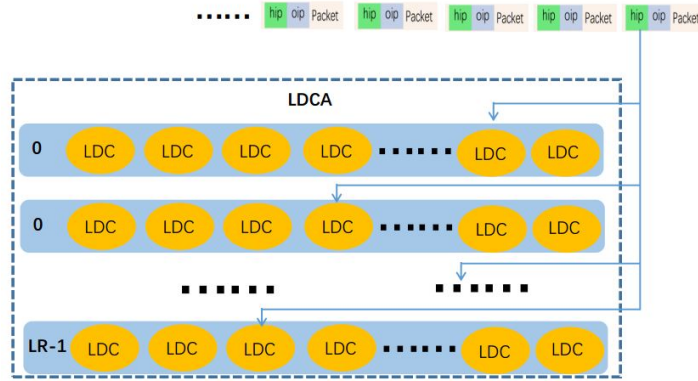 ...... hip oip Packet hip oip Packet hip oip Packet hip oip Packet hip oip Packet
LDCA
0 LDC LDC LDC LDC ...... LDC LDC
0 LDC LDC LDC LDC ...... LDC LDC
...... ......
LR-1 LDC LDC LDC LDC ...... LDC LDC